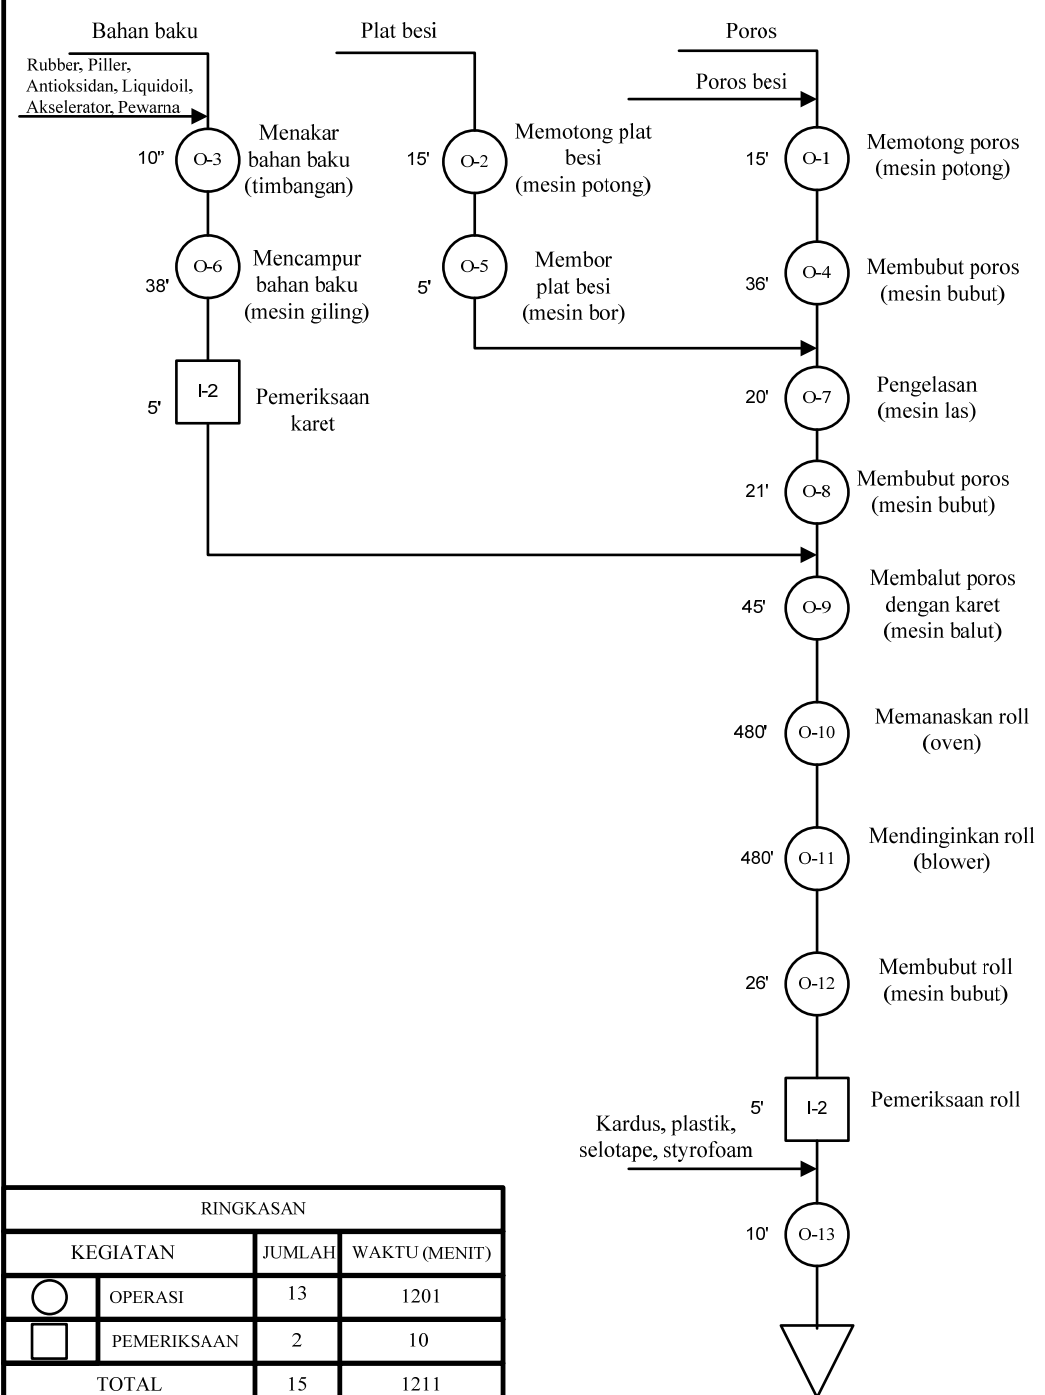 Bahan baku
Plat besi
Poros
Rubber, Piller,
Antioksidan, Liquidoil,
Akselerator, Pewarna
Poros besi
10"
O-3
Menakar
bahan baku
(timbangan)
15'
O-2
Memotong plat
besi
(mesin potong)
15'
O-1
Memotong poros
(mesin potong)
38'
O-6
Mencampur
bahan baku
(mesin giling)
5'
O-5
Membor
plat besi
(mesin bor)
36'
O-4
Membubut poros
(mesin bubut)
5'
I-2
Pemeriksaan
karet
20'
O-7
Pengelasan
(mesin las)
21'
O-8
Membubut poros
(mesin bubut)
45'
O-9
Membalut poros
dengan karet
(mesin balut)
480'
O-10
Memanaskan roll
(oven)
480'
O-11
Mendinginkan roll
(blower)
26'
O-12
Membubut roll
(mesin bubut)
5'
I-2
Pemeriksaan roll
Kardus, plastik,
selotape, styrofoam
10'
O-13
RINGKASAN
KEGIATAN JUMLAH WAKTU (MENIT)
OPERASI 13 1201
PEMERIKSAAN 2 10
TOTAL 15 1211